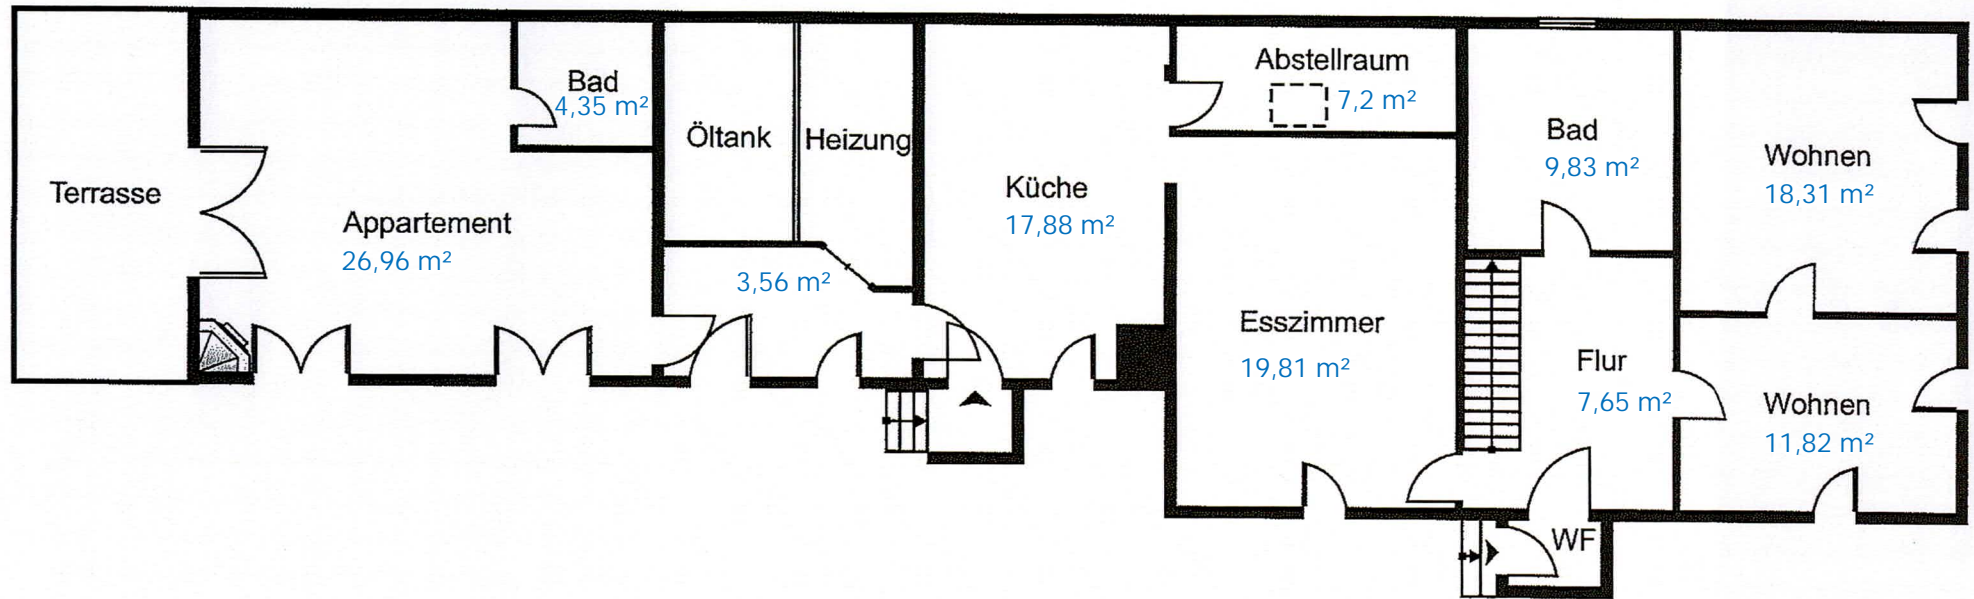 Terrasse
Appartement
26,96 m²
Bad
4,35 m²
Öltank
Heizung
3,56 m²
Küche
17,88 m²
Abstellraum
7,2 m²
Esszimmer
19,81 m²
Bad
9,83 m²
Flur
7,65 m²
WF
Wohnen
18,31 m²
Wohnen
11,82 m²